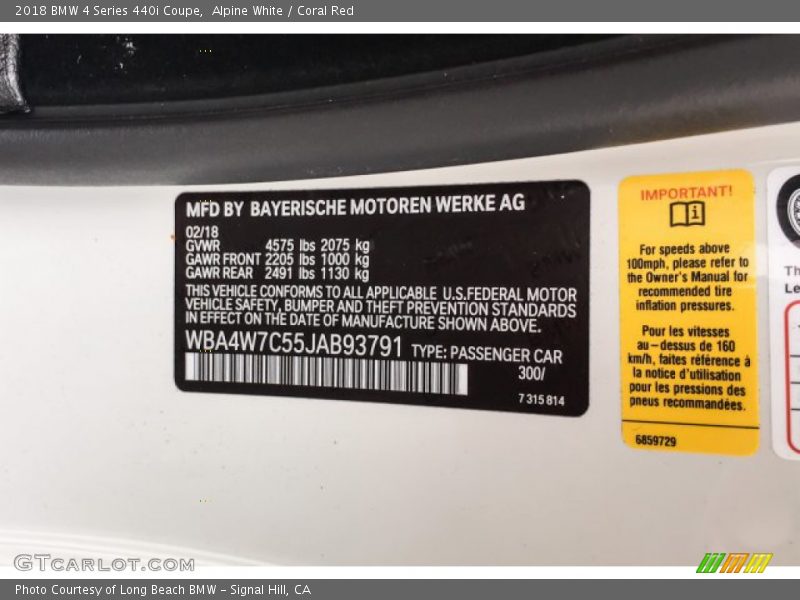 2018 BMW 4 Series 440i Coupe,  Alpine White / Coral Red
MFD BY BAYERISCHE MOTOREN WERKE AG
02/18
GVWR 4575 lbs 2075 kg
GAWR FRONT 2205 lbs 1000 kg
GAWR REAR 2491 lbs 1130 kg
THIS VEHICLE CONFORMS TO ALL APPLICABLE U.S.FEDERAL MOTOR
VEHICLE SAFETY, BUMPER AND THEFT PREVENTION STANDARDS
IN EFFECT ON THE DATE OF MANUFACTURE SHOWN ABOVE.
WBA4W7C55JAB93791 TYPE: PASSENGER CAR
300/
7 315 814
IMPORTANT!
i
For speeds above
100mph, please refer to
the Owner's Manual for
recommended tire
inflation pressures.
Pour les vitesses
au-dessus de 160
km/h, faites référence à
la notice d'utilisation
pour les pressions des
pneus recommandées.
6859729
Th
Le
GTCARLOT.COM
Photo Courtesy of Long Beach BMW - Signal Hill, CA